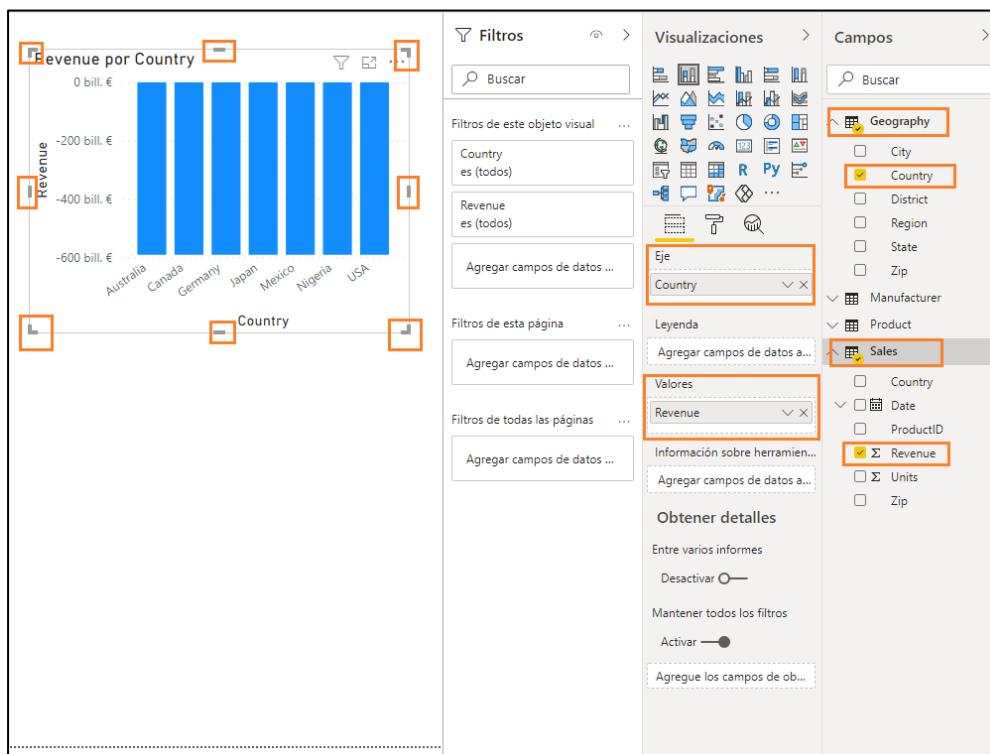 Revenue por Country
0 bill. €
-200 bill. €
-400 bill. €
-600 bill. €
Revenue
Australia
Canada
Germany
Japan
Mexico
Nigeria
USA
Country
Filtros
Buscar
Filtros de este objeto visual ...
Country
es (todos)
Revenue
es (todos)
Agregar campos de datos ...
Filtros de esta página ...
Agregar campos de datos ...
Filtros de todas las páginas ...
Agregar campos de datos ...
Visualizaciones
123
R Py
...
Eje
Country
Leyenda
Agregar campos de datos a...
Valores
Revenue
Información sobre herramien...
Agregar campos de datos a...
Obtener detalles
Entre varios informes
Desactivar
Mantener todos los filtros
Activar
Agregue los campos de ob...
Campos
Buscar
Geography
City
Country
District
Region
State
Zip
Manufacturer
Product
Sales
Country
Date
ProductID
Σ Revenue
Σ Units
Zip